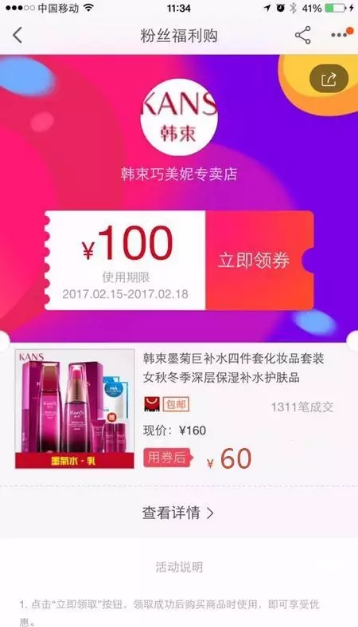 中国移动
11:34
41%
粉丝福利购
KANS
韩束
韩束巧美妮专卖店
¥100
使用期限
2017.02.15-2017.02.18
立即领券
KANS
墨菊水·乳
韩束墨菊巨补水四件套化妆品套装
女秋冬季深层保湿补水护肤品
包邮
1311笔成交
现价：¥160
用券后
¥ 60
查看详情
活动说明
1. 点击“立即领取”按钮，领取成功后购买商品时使用，即可享受优
惠。